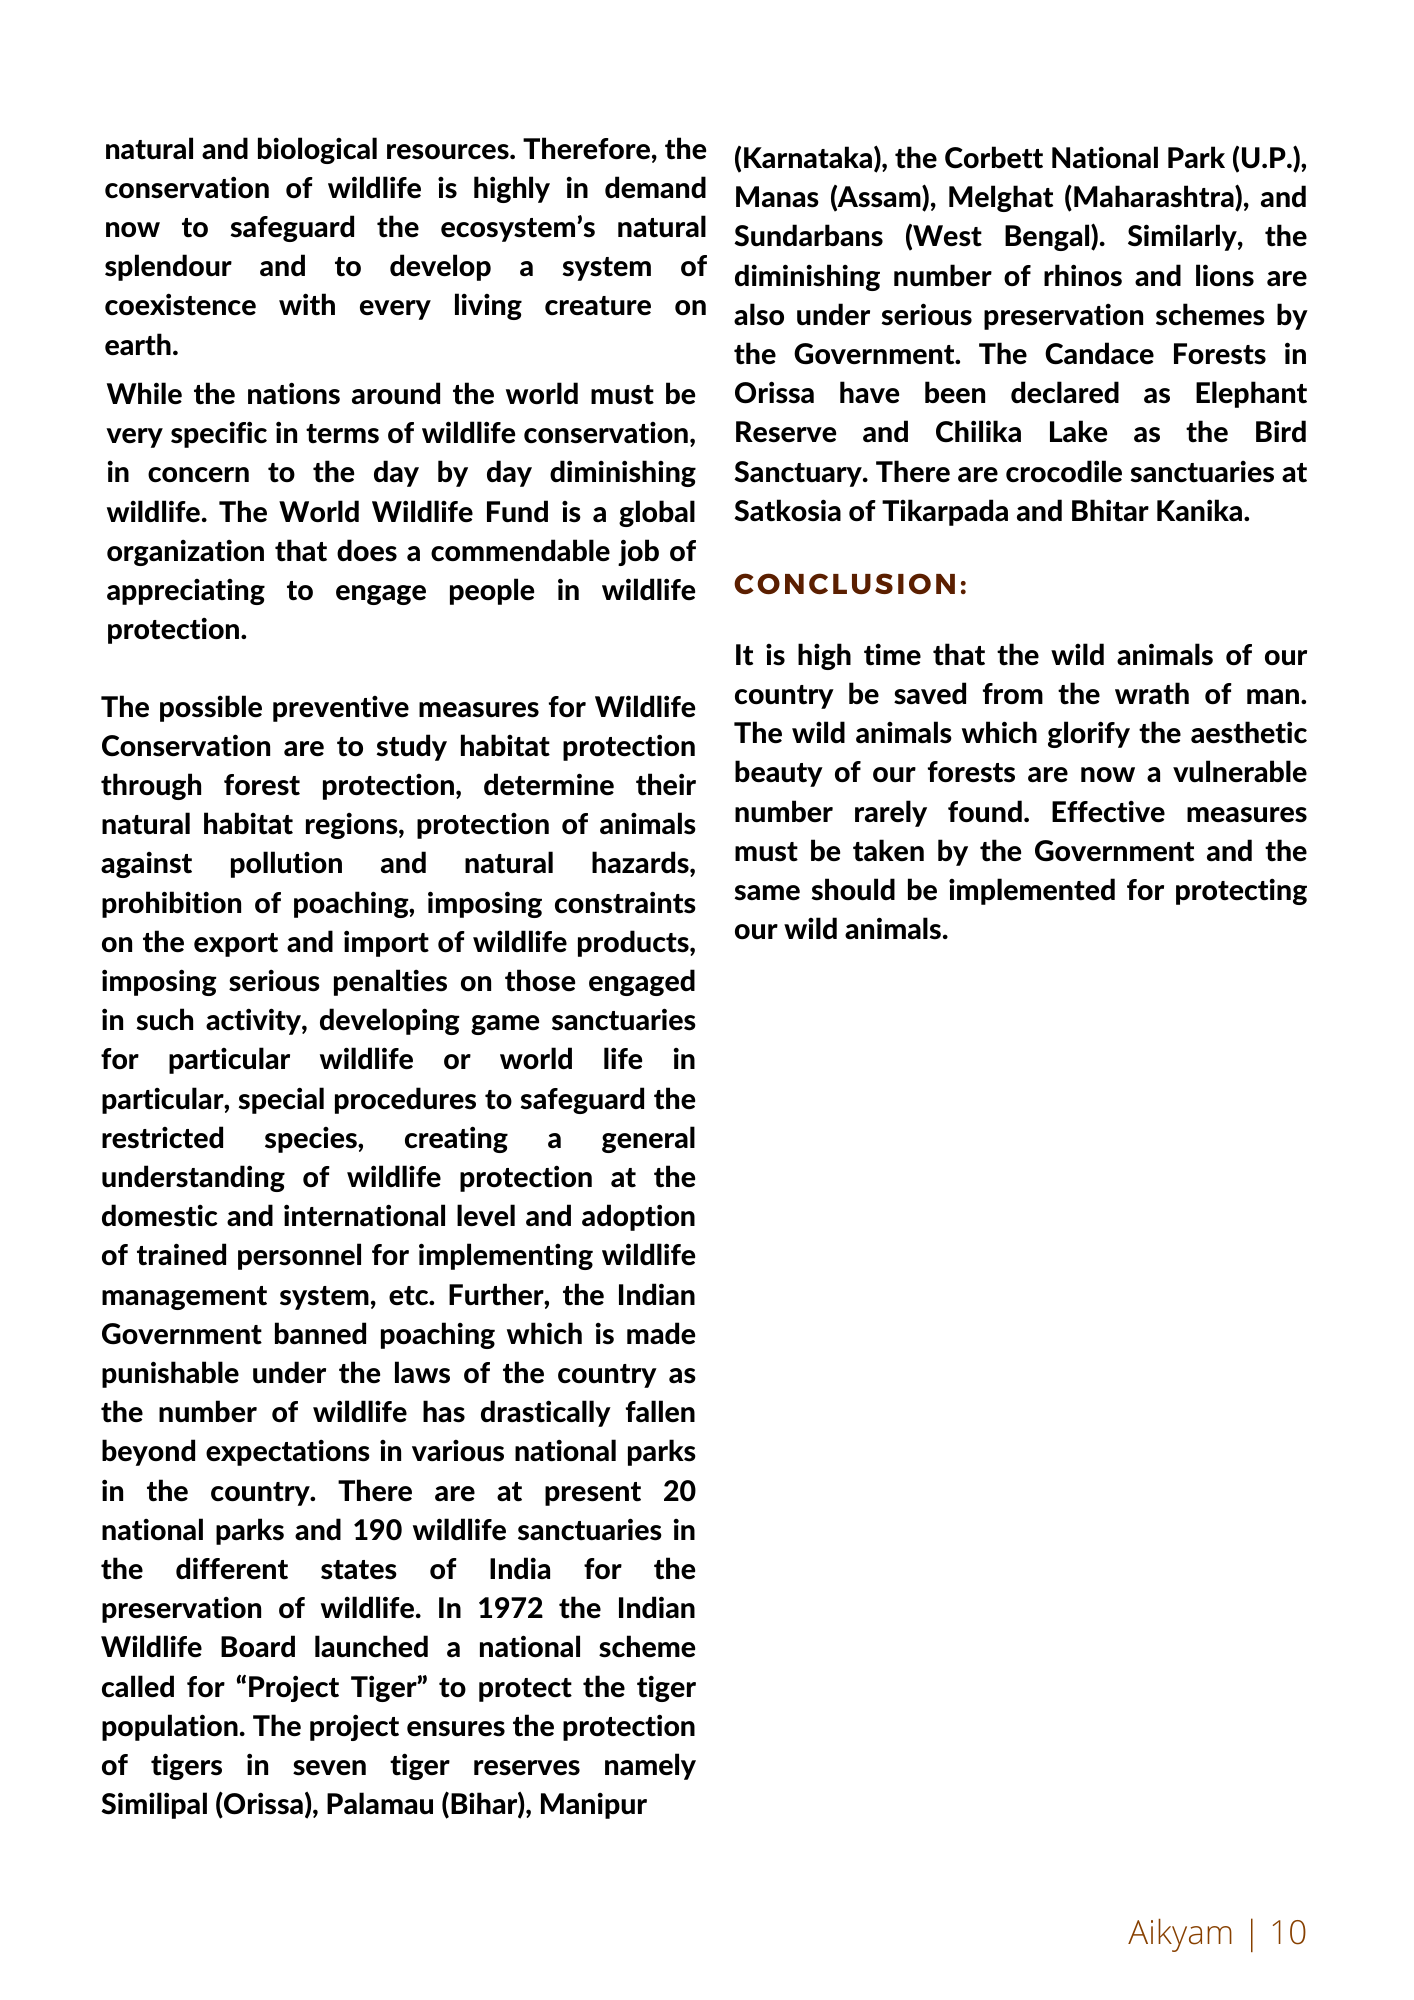 natural and biological resources. Therefore, the
conservation of wildlife is highly in demand
now to safeguard the ecosystem’s natural
splendour and to develop a system of
coexistence with every living creature on
earth.
While the nations around the world must be
very specific in terms of wildlife conservation,
in concern to the day by day diminishing
wildlife. The World Wildlife Fund is a global
organization that does a commendable job of
appreciating to engage people in wildlife
protection.
The possible preventive measures for Wildlife
Conservation are to study habitat protection
through forest protection, determine their
natural habitat regions, protection of animals
against pollution and natural hazards,
prohibition of poaching, imposing constraints
on the export and import of wildlife products,
imposing serious penalties on those engaged
in such activity, developing game sanctuaries
for particular wildlife or world life in
particular, special procedures to safeguard the
restricted species, creating a general
understanding of wildlife protection at the
domestic and international level and adoption
of trained personnel for implementing wildlife
management system, etc. Further, the Indian
Government banned poaching which is made
punishable under the laws of the country as
the number of wildlife has drastically fallen
beyond expectations in various national parks
in the country. There are at present 20
national parks and 190 wildlife sanctuaries in
the different states of India for the
preservation of wildlife. In 1972 the Indian
Wildlife Board launched a national scheme
called for “Project Tiger” to protect the tiger
population. The project ensures the protection
of tigers in seven tiger reserves namely
Similipal (Orissa), Palamau (Bihar), Manipur
(Karnataka), the Corbett National Park (U.P.),
Manas (Assam), Melghat (Maharashtra), and
Sundarbans (West Bengal). Similarly, the
diminishing number of rhinos and lions are
also under serious preservation schemes by
the Government. The Candace Forests in
Orissa have been declared as Elephant
Reserve and Chilika Lake as the Bird
Sanctuary. There are crocodile sanctuaries at
Satkosia of Tikarpada and Bhitar Kanika.
CONCLUSION:
It is high time that the wild animals of our
country be saved from the wrath of man.
The wild animals which glorify the aesthetic
beauty of our forests are now a vulnerable
number rarely found. Effective measures
must be taken by the Government and the
same should be implemented for protecting
our wild animals.
Aikyam | 10